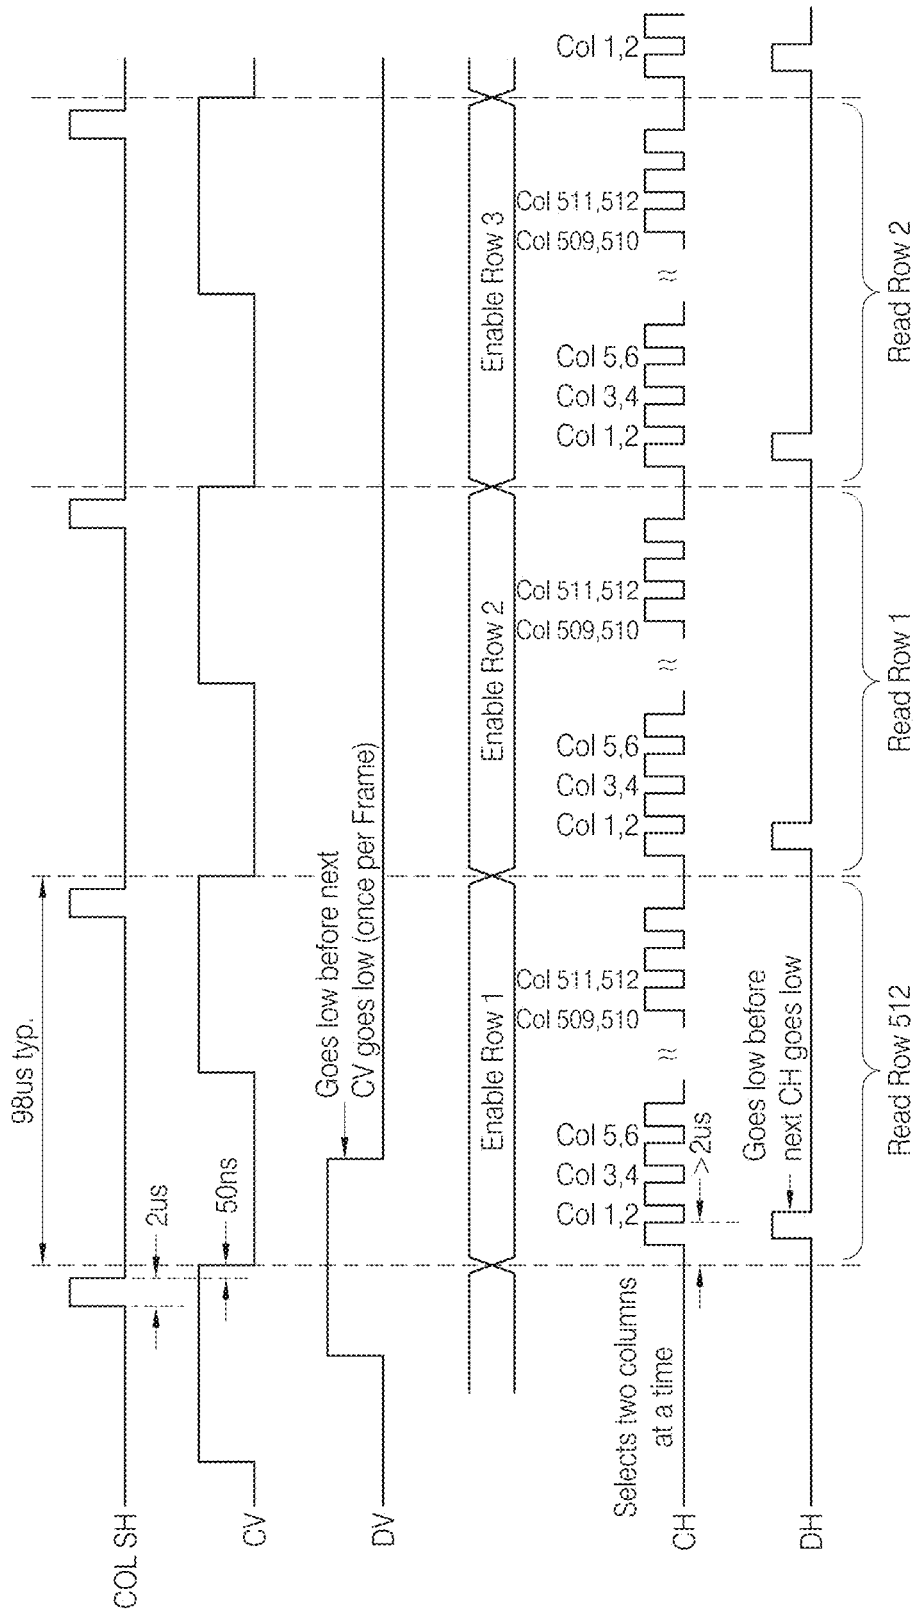 98us typ.
COL SH
2us
CV
50ns
DV
Goes low before next
CV goes low (once per Frame)
Enable Row 1
Enable Row 2
Enable Row 3
Selects two columns
at a time
Col 1,2
Col 3,4
Col 5,6
Col 509,510
Col 511,512
Col 1,2
Col 3,4
Col 5,6
Col 509,510
Col 511,512
Col 1,2
Col 3,4
Col 5,6
Col 509,510
Col 511,512
Col 1,2
≈
≈
≈
CH
>2us
Goes low before
next CH goes low
DH
Read Row 512
Read Row 1
Read Row 2